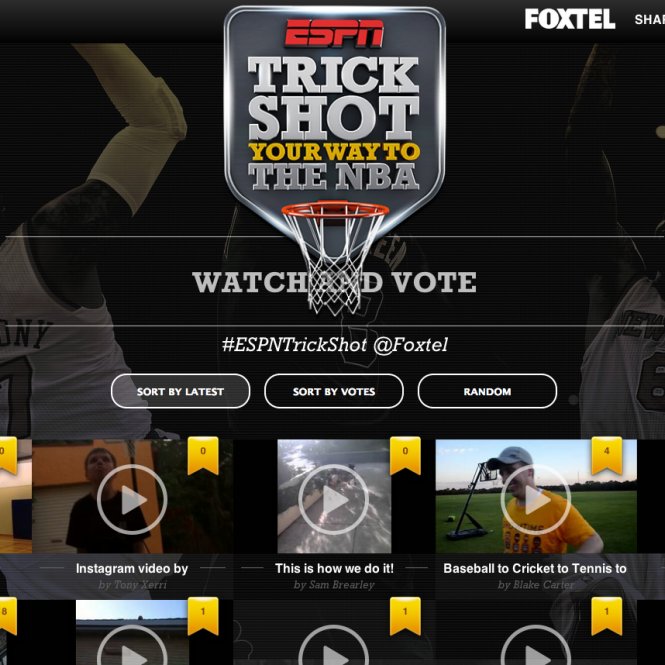 FOXTEL SHAR
ESPN
TRICK
SHOT
YOUR WAY TO
THE NBA
WATCH AND VOTE
#ESPNTrickShot @Foxtel
SORT BY LATEST SORT BY VOTES RANDOM
0 0 0 4
Instagram video by This is how we do it! Baseball to Cricket to Tennis to
by Tony Xerri by Sam Brearley by Blake Carter
8 1 1 1